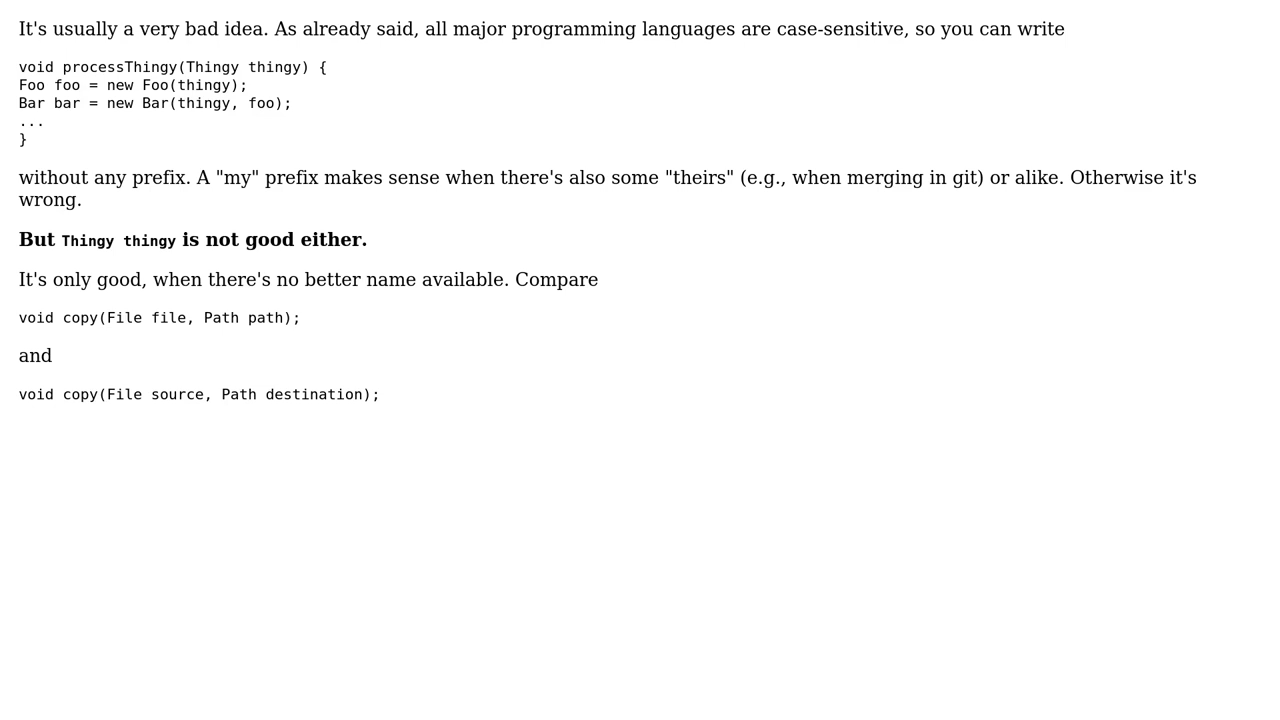 It's usually a very bad idea. As already said, all major programming languages are case-sensitive, so you can write
void processThingy(Thingy thingy) {
Foo foo = new Foo(thingy);
Bar bar = new Bar(thingy, foo);
...
}
without any prefix. A "my" prefix makes sense when there's also some "theirs" (e.g., when merging in git) or alike. Otherwise it's
wrong.
But Thingy thingy is not good either.
It's only good, when there's no better name available. Compare
void copy(File file, Path path);
and
void copy(File source, Path destination);